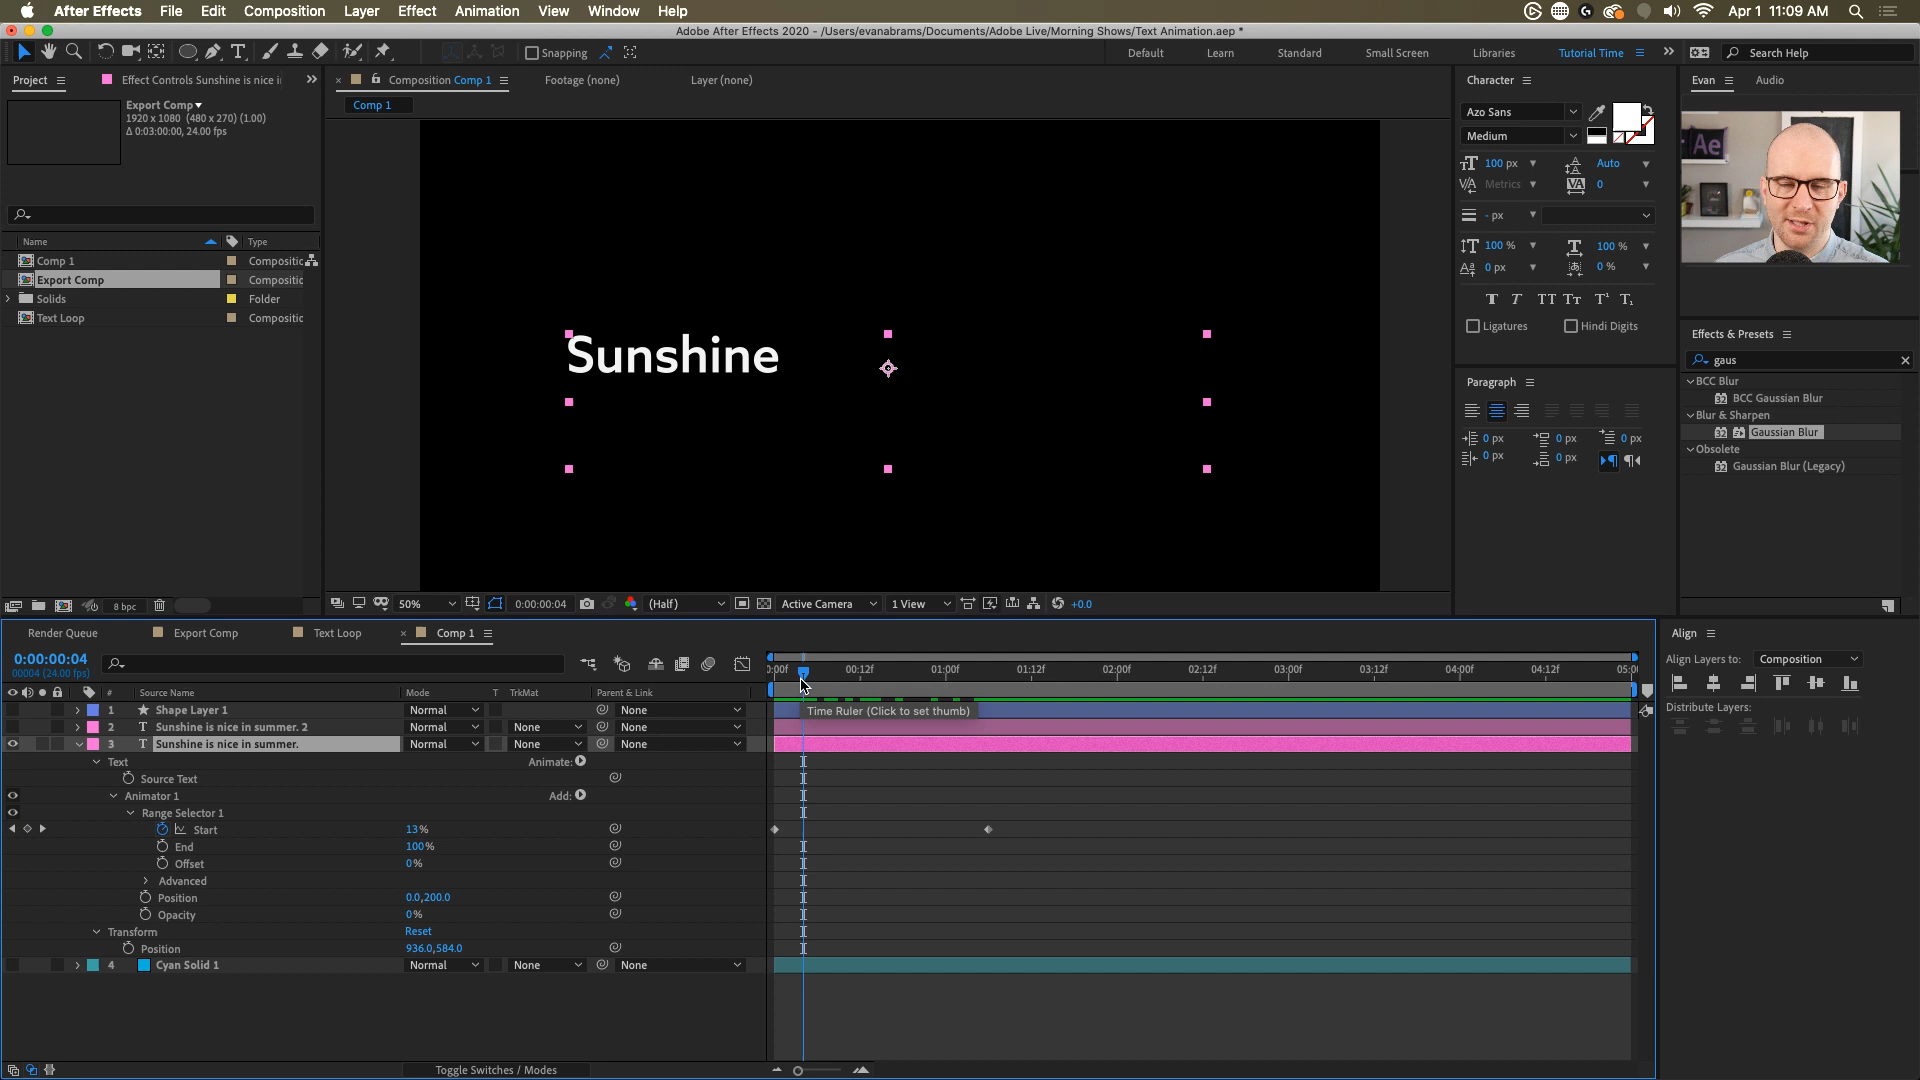 After Effects File Edit Composition Layer Effect Animation View Window Help Apr 1 11:09 AM
Adobe After Effects 2020 - /Users/evanabrams/Documents/Adobe Live/Morning Shows/Text Animation.aep *
Snapping Default Learn Standard Small Screen Libraries Tutorial Time Search Help
Project Effect Controls Sunshine is nice i Composition Comp 1 Footage (none) Layer (none) Character Evan Audio
Export Comp
1920 x 1080 (480 x 270) (1.00)
Δ 0:03:00:00, 24.00 fps
Comp 1
Azo Sans
Medium
Ae
100 px Auto
Metrics 0
- px
100 % 100 %
0 px 0 %
Ligatures Hindi Digits
Name Type
Comp 1 Compositic
Export Comp Compositic
Solids Folder
Text Loop Compositic
Sunshine
Effects & Presets
gaus
BCC Blur
BCC Gaussian Blur
Blur & Sharpen
Gaussian Blur
Obsolete
Gaussian Blur (Legacy)
Paragraph
0 px 0 px 0 px
0 px 0 px
8 bpc 50% 0:00:00:04 (Half) Active Camera 1 View +0.0
Render Queue Export Comp Text Loop Comp 1
Align
Align Layers to: Composition
Distribute Layers:
0:00:00:04
00004 (24.00 fps)
:00f 00:12f 01:00f 01:12f 02:00f 02:12f 03:00f 03:12f 04:00f 04:12f 05:00
# Source Name Mode T TrkMat Parent & Link
1 Shape Layer 1 Normal None
Time Ruler (Click to set thumb)
2 T Sunshine is nice in summer. 2 Normal None None
3 T Sunshine is nice in summer. Normal None None
Text Animate:
Source Text
Animator 1 Add:
Range Selector 1
Start 13%
End 100%
Offset 0%
Advanced
Position 0.0,200.0
Opacity 0%
Transform Reset
Position 936.0,584.0
4 Cyan Solid 1 Normal None None
Toggle Switches / Modes